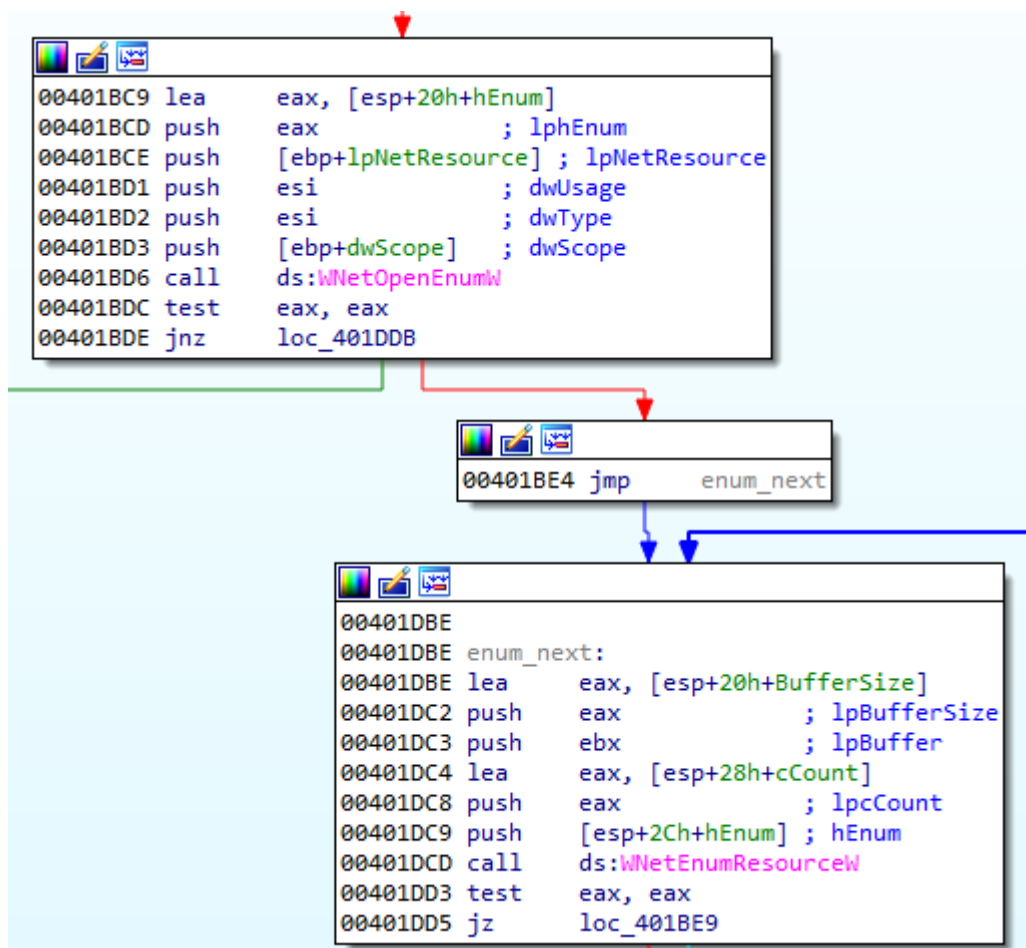 00401BC9 lea eax, [esp+20h+hEnum]
00401BCD push eax ; lphEnum
00401BCE push [ebp+lpNetResource] ; lpNetResource
00401BD1 push esi ; dwUsage
00401BD2 push esi ; dwType
00401BD3 push [ebp+dwScope] ; dwScope
00401BD6 call ds:WNetOpenEnumW
00401BDC test eax, eax
00401BDE jnz loc_401DDB
00401BE4 jmp enum_next
00401DBE
00401DBE enum_next:
00401DBE lea eax, [esp+20h+BufferSize]
00401DC2 push eax ; lpBufferSize
00401DC3 push ebx ; lpBuffer
00401DC4 lea eax, [esp+28h+cCount]
00401DC8 push eax ; lpcCount
00401DC9 push [esp+2Ch+hEnum] ; hEnum
00401DCD call ds:WNetEnumResourceW
00401DD3 test eax, eax
00401DD5 jz loc_401BE9